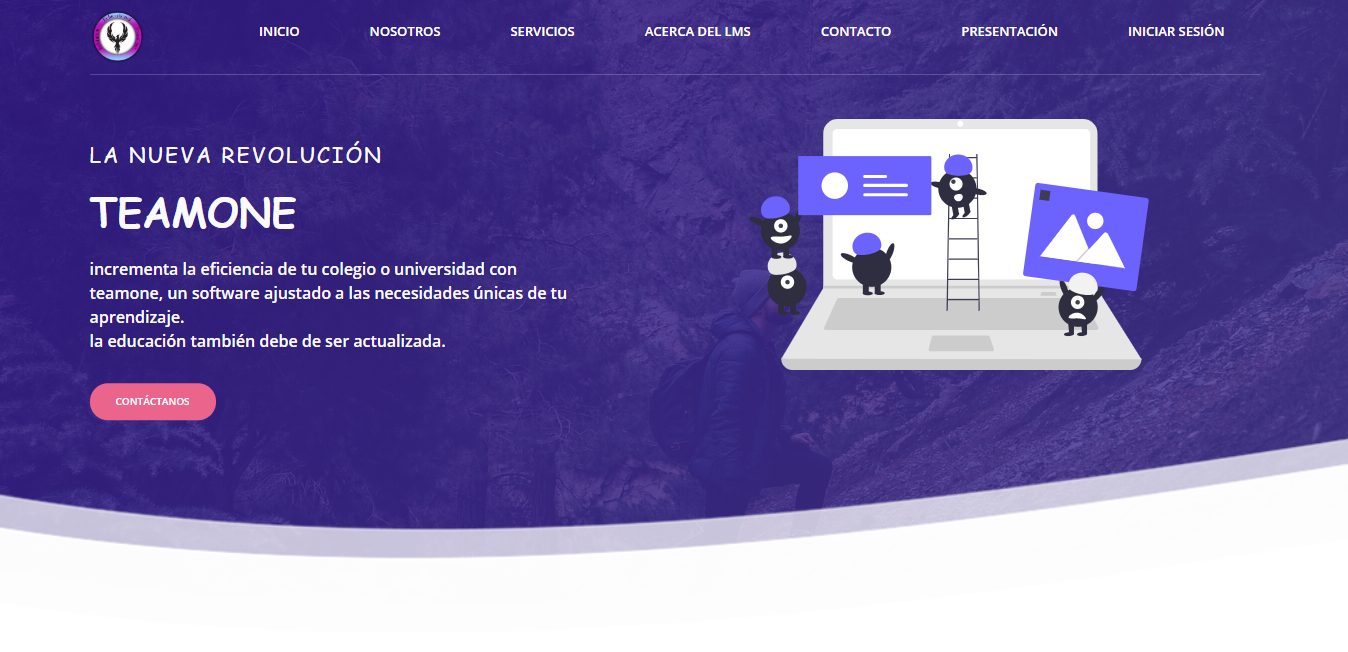 INICIO
NOSOTROS
SERVICIOS
ACERCA DEL LMS
CONTACTO
PRESENTACIÓN
INICIAR SESIÓN
LA NUEVA REVOLUCIÓN
TEAMONE
incrementa la eficiencia de tu colegio o universidad con
teamone, un software ajustado a las necesidades únicas de tu
aprendizaje.
la educación también debe de ser actualizada.
CONTÁCTANOS